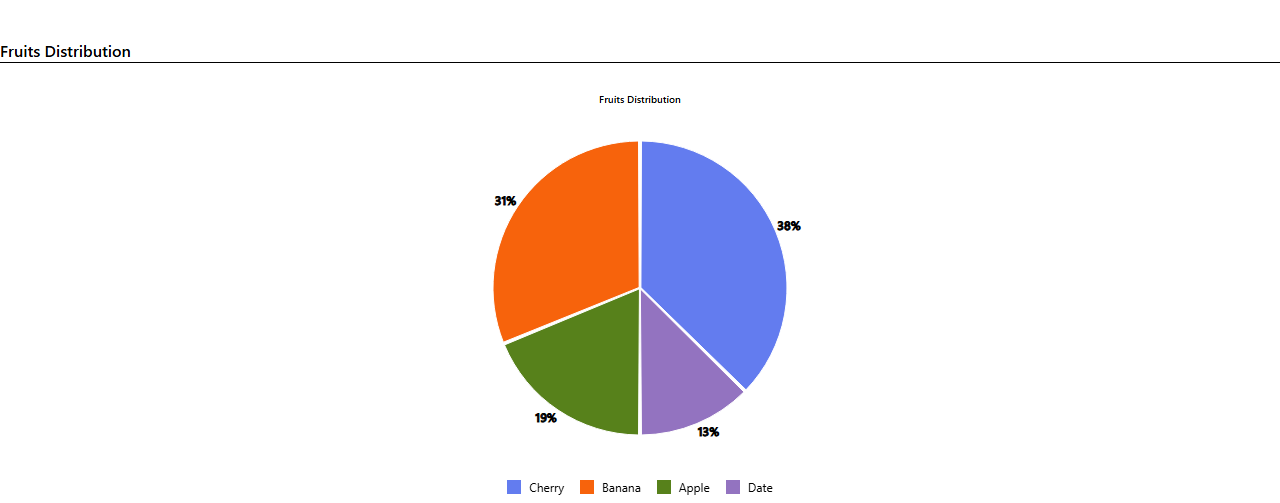 Fruits Distribution
Fruits Distribution
31%
38%
19%
13%
Cherry Banana Apple Date